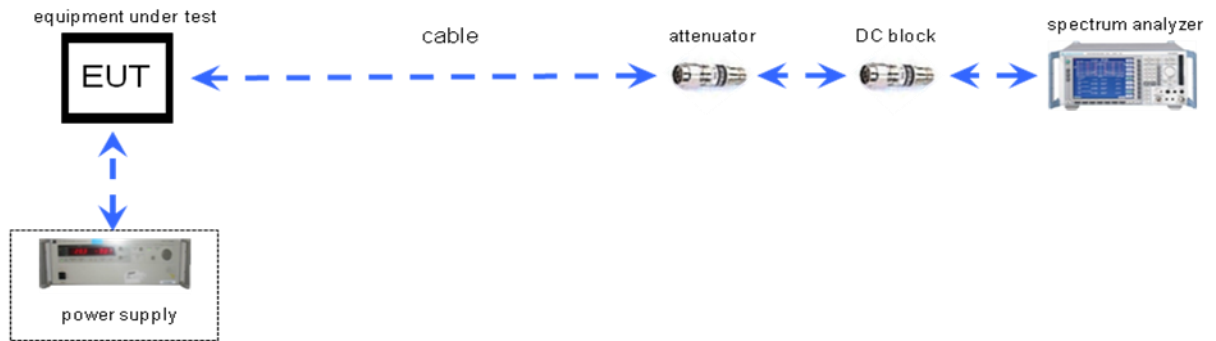 equipment under test
EUT
cable
attenuator
DC block
spectrum analyzer
power supply